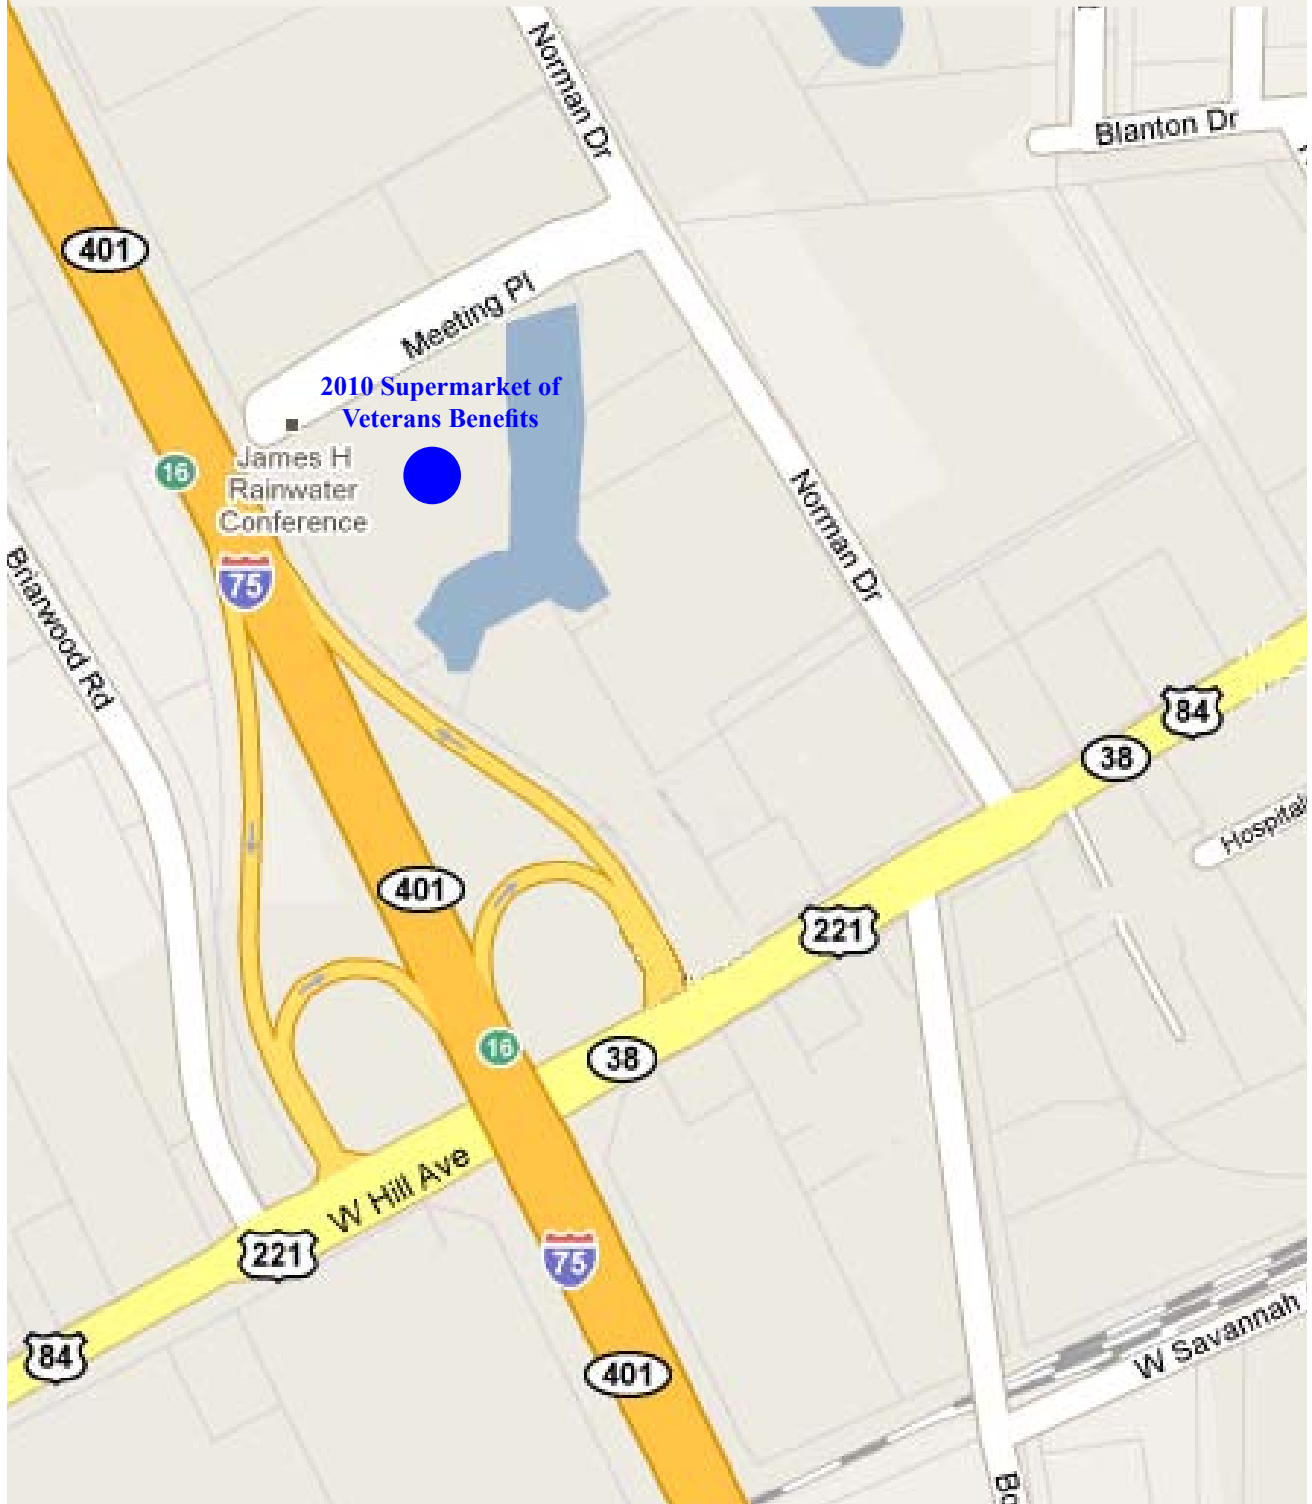 Norman Dr
Blanton Dr
401
Meeting Pl
2010 Supermarket of
Veterans Benefits
16
James H
Rainwater
Conference
75
Norman Dr
Briarwood Rd
84
38
Hospital
401
221
16
38
W Hill Ave
221
75
84
401
W Savannah